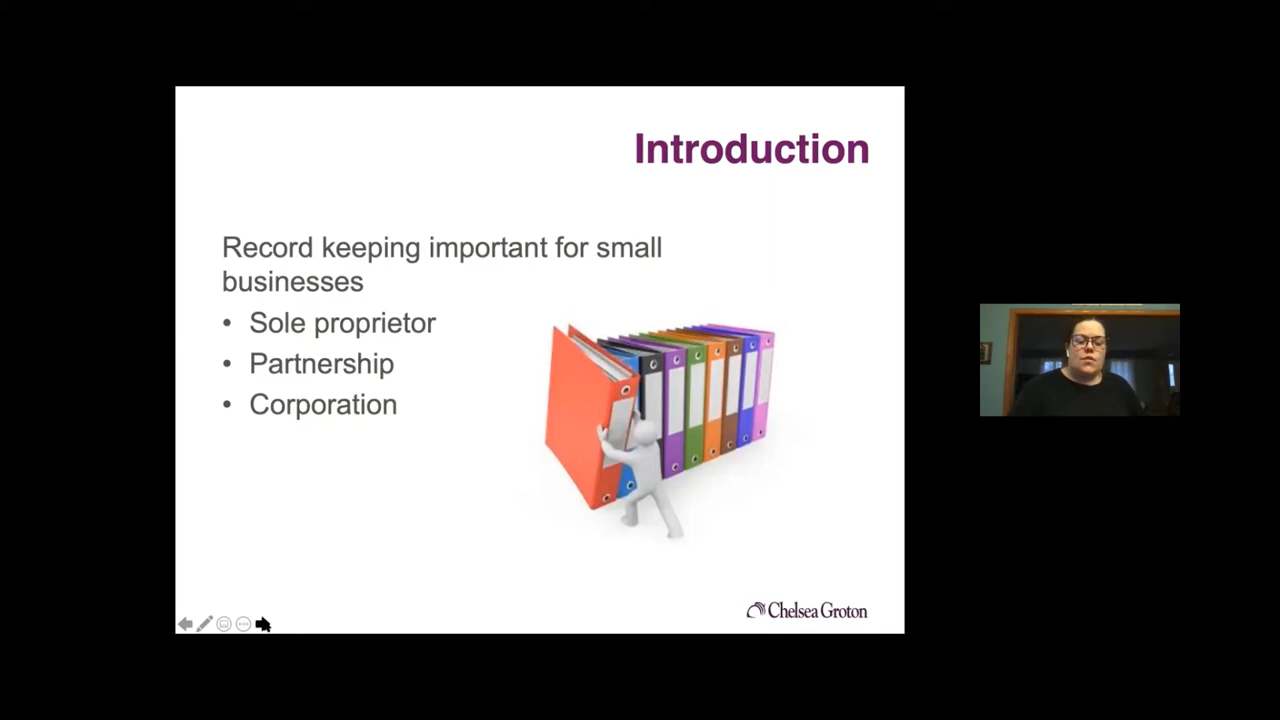 Introduction
Record keeping important for small
businesses
• Sole proprietor
• Partnership
• Corporation
Chelsea Groton